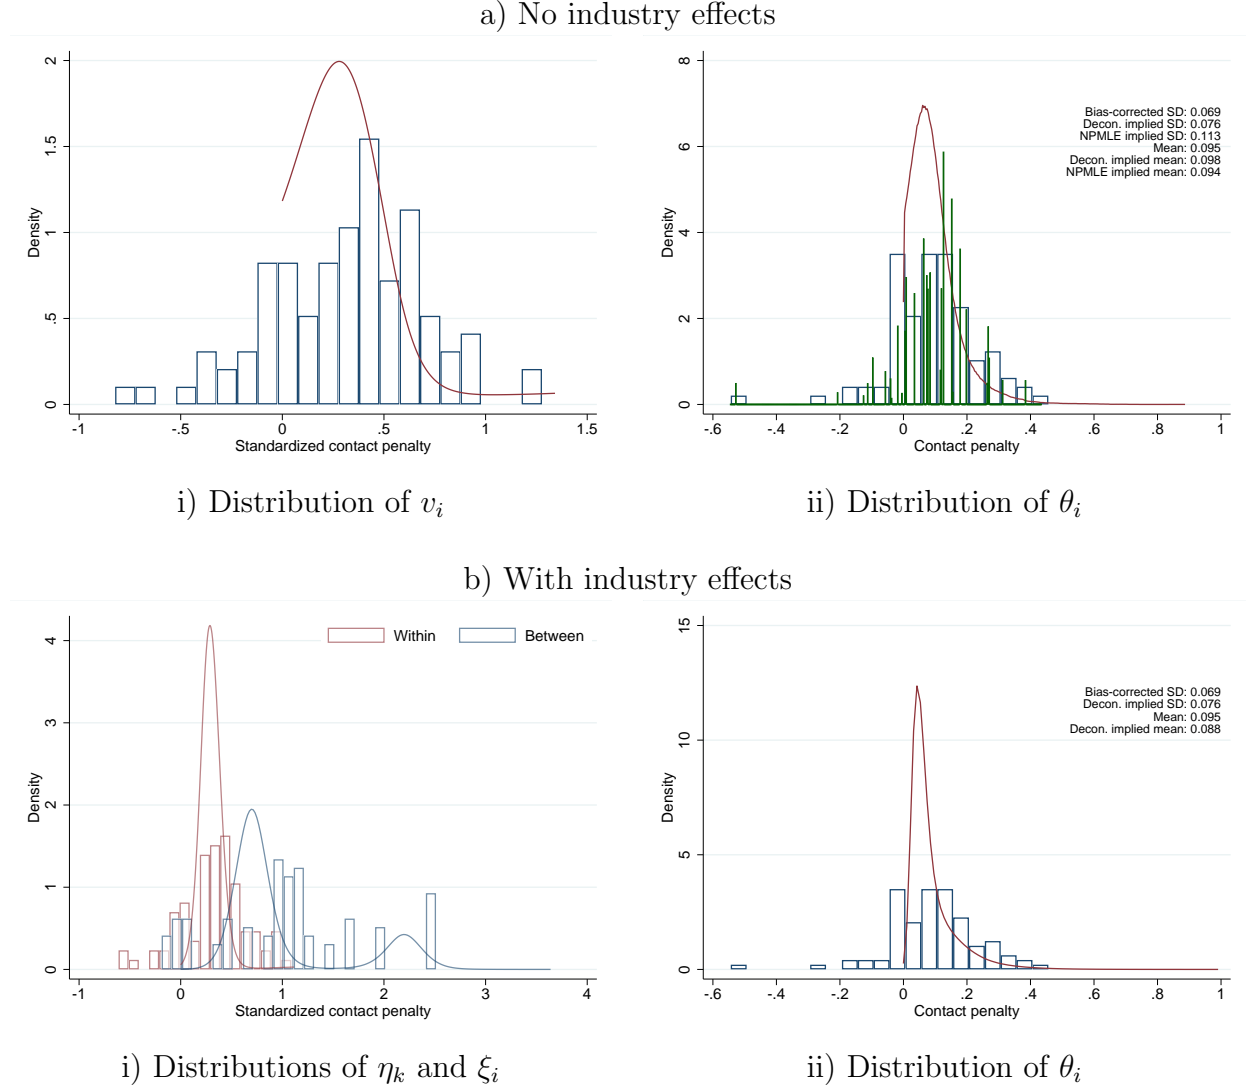 a) No industry effects
2
1.5
1
.5
0
Density
-1
-.5
0
.5
1
1.5
Standardized contact penalty
i) Distribution of v_i
8
6
4
2
0
Density
Bias-corrected SD: 0.069
Decon. implied SD: 0.076
NPMLE implied SD: 0.113
Mean: 0.095
Decon. implied mean: 0.098
NPMLE implied mean: 0.094
-.6
-.4
-.2
0
.2
.4
.6
.8
1
Contact penalty
ii) Distribution of θ_i
b) With industry effects
4
3
2
1
0
Density
Within
Between
-1
0
1
2
3
4
Standardized contact penalty
i) Distributions of η_k and ξ_i
15
10
5
0
Density
Bias-corrected SD: 0.069
Decon. implied SD: 0.076
Mean: 0.095
Decon. implied mean: 0.088
-.6
-.4
-.2
0
.2
.4
.6
.8
1
Contact penalty
ii) Distribution of θ_i